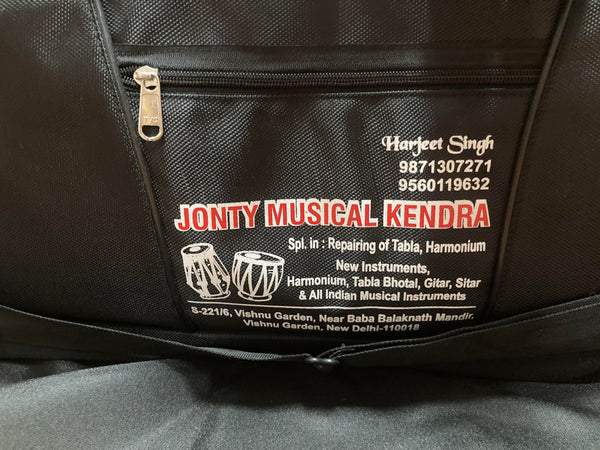 Harjeet Singh
9871307271
9560119632
JONTY MUSICAL KENDRA
Spl. in : Repairing of Tabla, Harmonium
New Instruments,
Harmonium, Tabla Bhotal, Gitar, Sitar
& All Indian Musical Instruments
S-221/6, Vishnu Garden, Near Baba Balaknath Mandir,
Vishnu Garden, New Delhi-110018